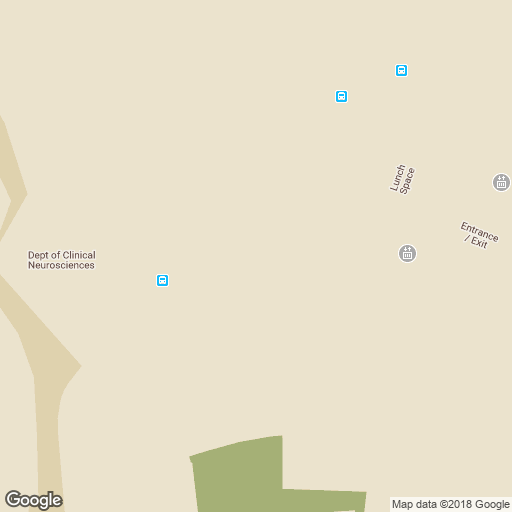 Lunch
Space
Entrance
/ Exit
Dept of Clinical
Neurosciences
Google
Map data ©2018 Google